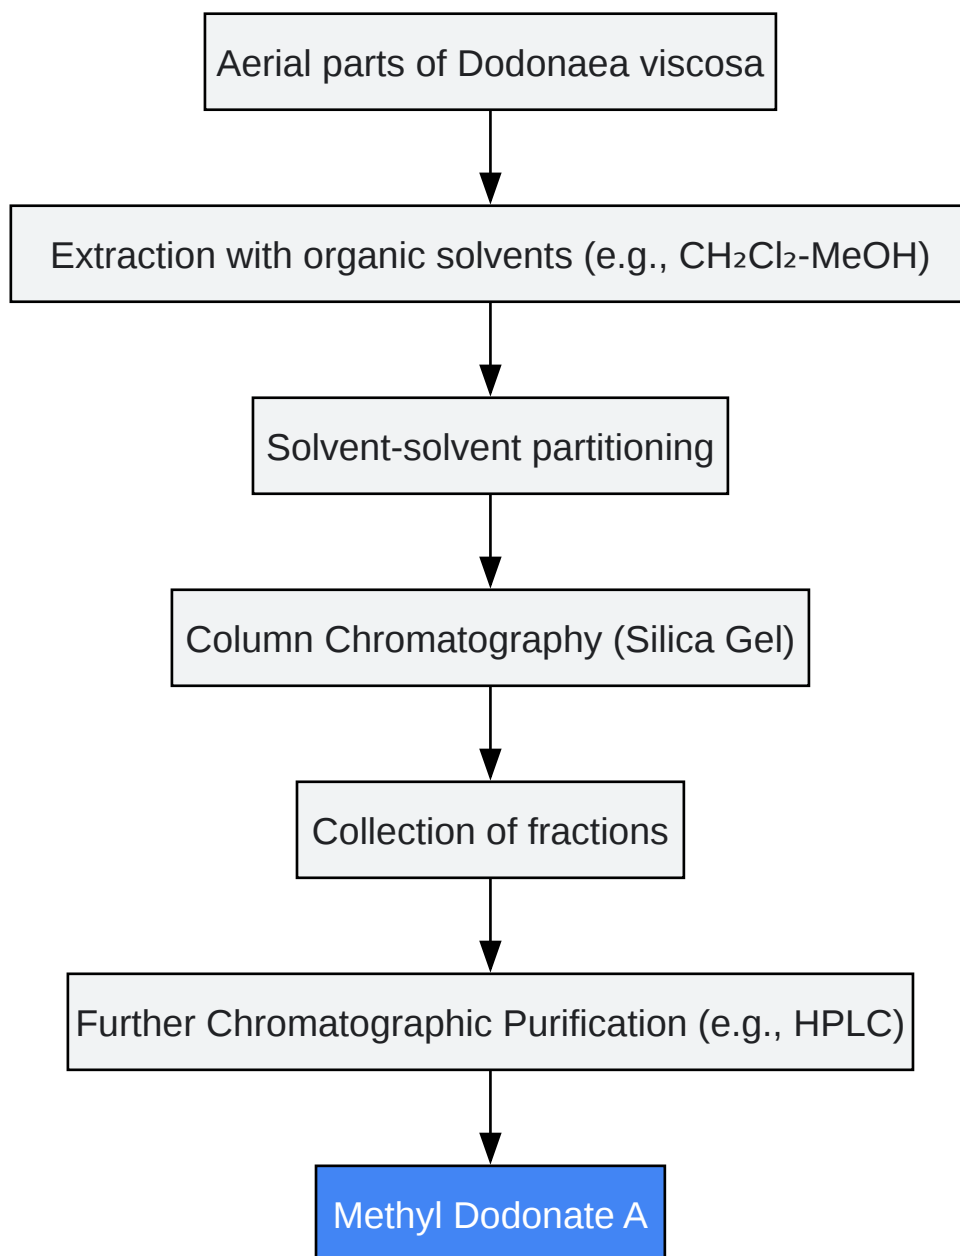 Aerial parts of Dodonaea viscosa
Extraction with organic solvents (e.g., CH₂Cl₂-MeOH)
Solvent-solvent partitioning
Column Chromatography (Silica Gel)
Collection of fractions
Further Chromatographic Purification (e.g., HPLC)
Methyl Dodonate A